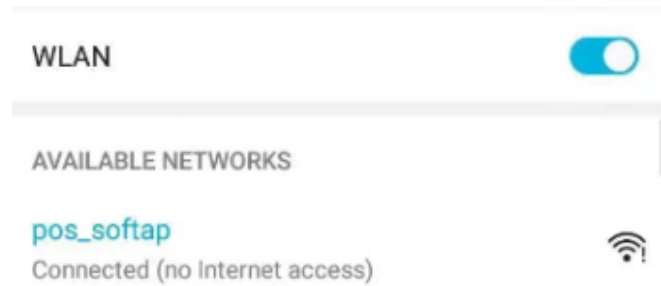 WLAN
AVAILABLE NETWORKS
pos_softap
Connected (no Internet access)